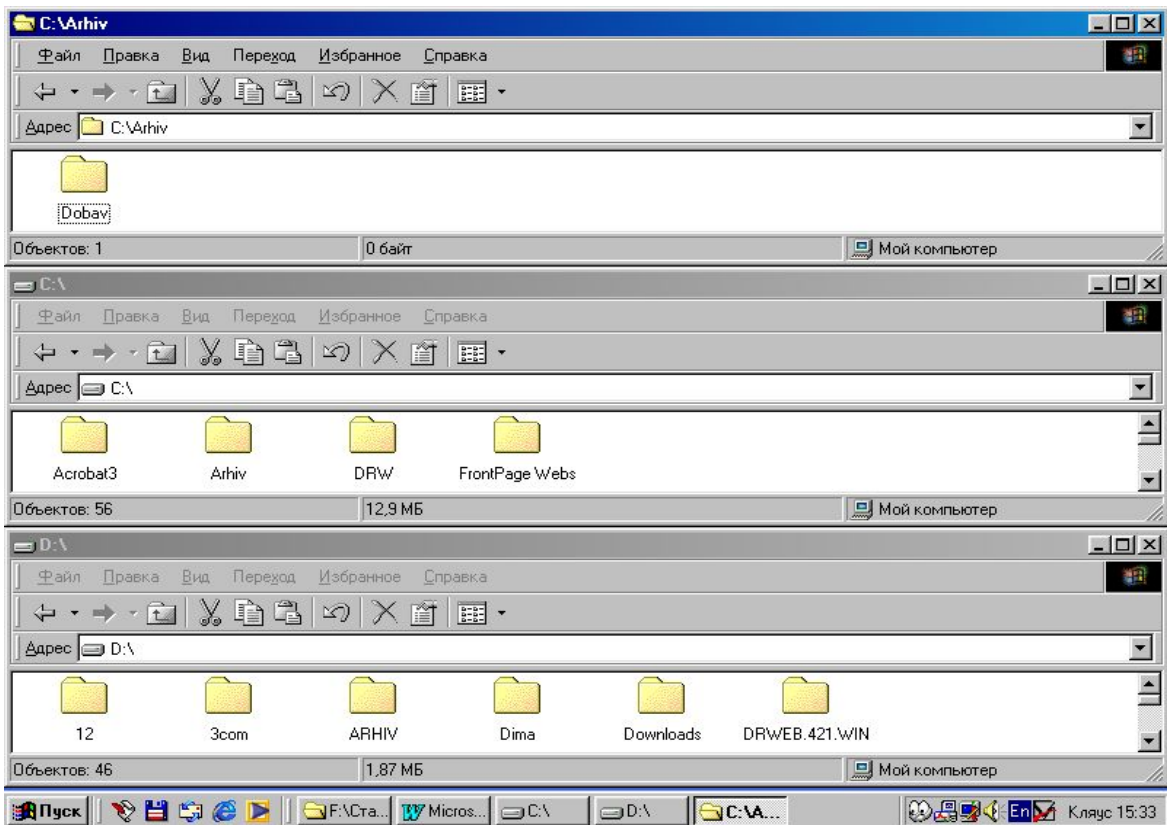 C:\Arhiv
Файл Правка Вид Переход Избранное Справка
Адрес C:\Arhiv
Dobav
Объектов: 1 0 байт Мой компьютер
C:\
Файл Правка Вид Переход Избранное Справка
Адрес C:\
Acrobat3 Arhiv DRW FrontPage Webs
Объектов: 56 12,9 МБ Мой компьютер
D:\
Файл Правка Вид Переход Избранное Справка
Адрес D:\
12 3com ARHIV Dima Downloads DRWEB.421.WIN
Объектов: 46 1,87 МБ Мой компьютер
Пуск F:\Ста... Micros... C:\ D:\ C:\A... En Кляус 15:33